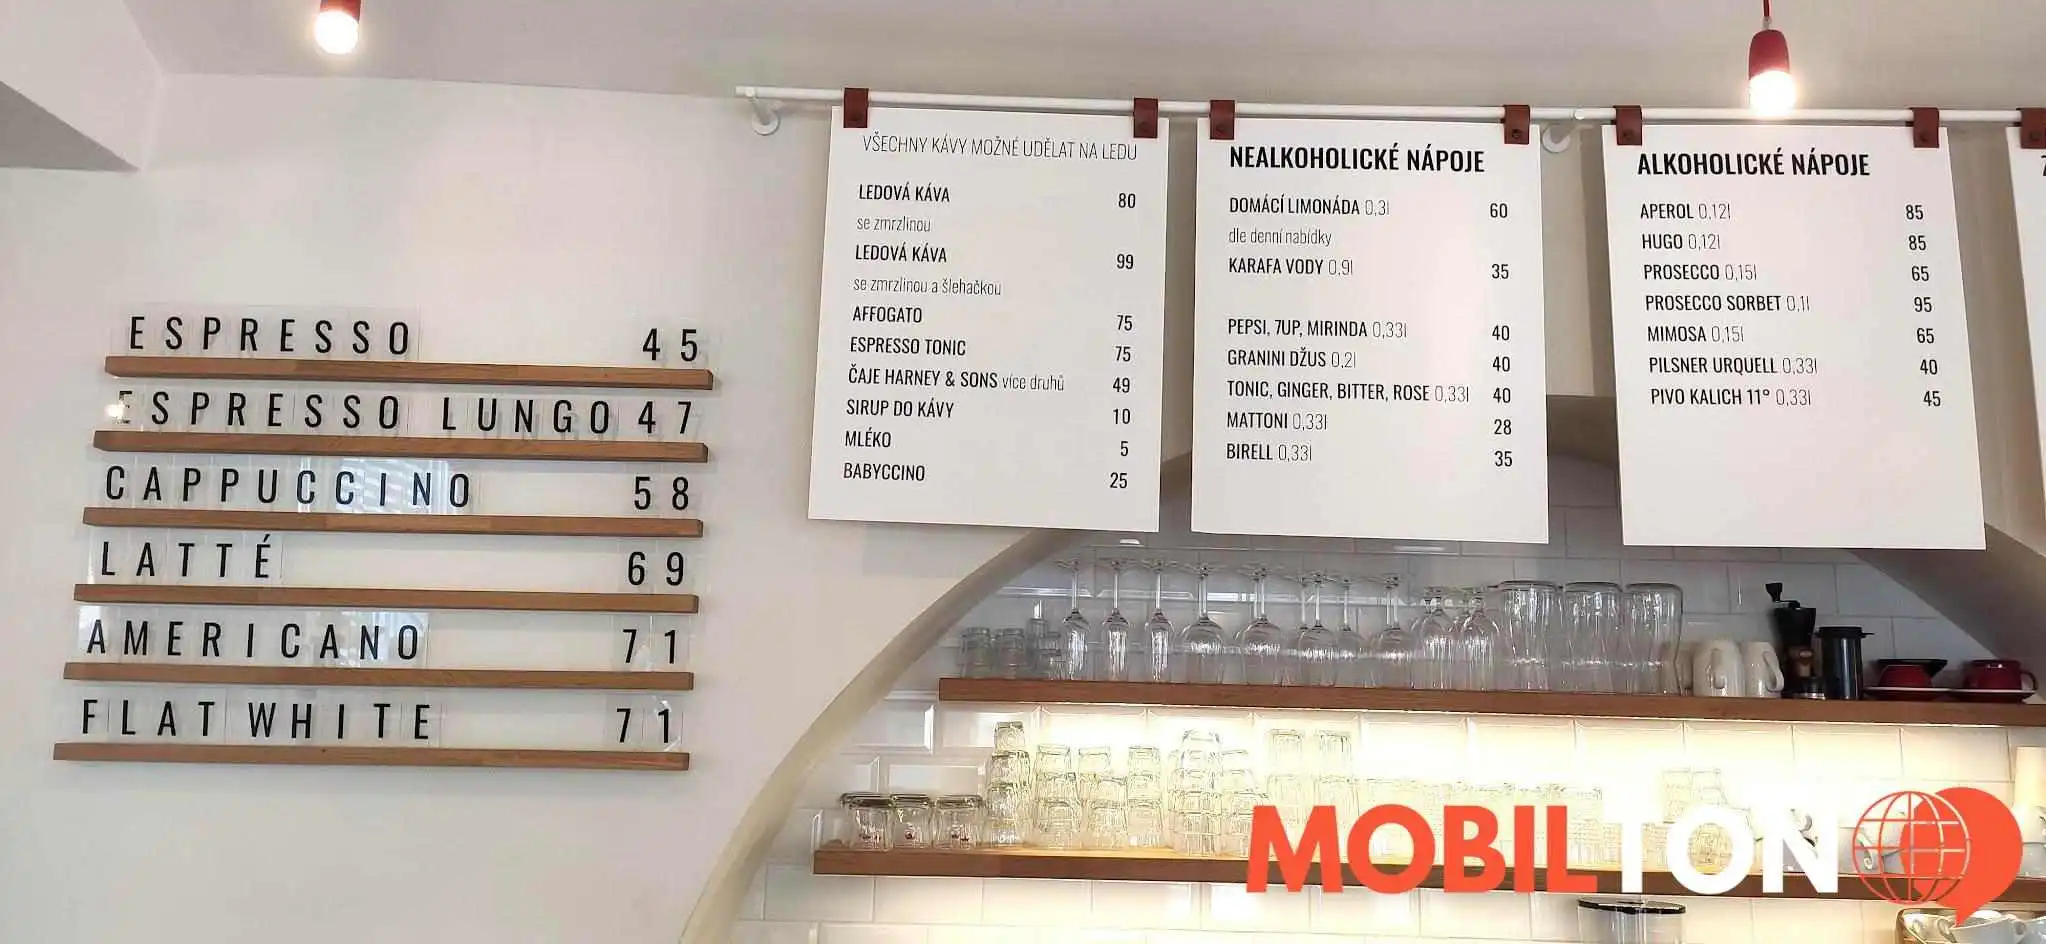 ESPRESSO 45
ESPRESSO LUNGO 47
CAPPUCCINO 58
LATTÉ 69
AMERICANO 71
FLAT WHITE 71
VŠECHNY KÁVY MOŽNÉ UDĚLAT NA LEDU
LEDOVÁ KÁVA 80
se zmrzlinou
LEDOVÁ KÁVA 99
se zmrzlinou a šlehačkou
AFFOGATO 75
ESPRESSO TONIC 75
ČAJE HARNEY & SONS více druhů 49
SIRUP DO KÁVY 10
MLÉKO 5
BABYCCINO 25
NEALKOHOLICKÉ NÁPOJE
DOMÁCÍ LIMONÁDA 0,3l 60
dle denní nabídky
KARAFA VODY 0,9l 35
PEPSI, 7UP, MIRINDA 0,33l 40
GRANINI DŽUS 0,2l 40
TONIC, GINGER, BITTER, ROSE 0,33l 40
MATTONI 0,33l 28
BIRELL 0,33l 35
ALKOHOLICKÉ NÁPOJE
APEROL 0,12l 85
HUGO 0,12l 85
PROSECCO 0,15l 65
PROSECCO SORBET 0,1l 95
MIMOSA 0,15l 65
PILSNER URQUELL 0,33l 40
PIVO KALICH 11° 0,33l 45
MOBILTON